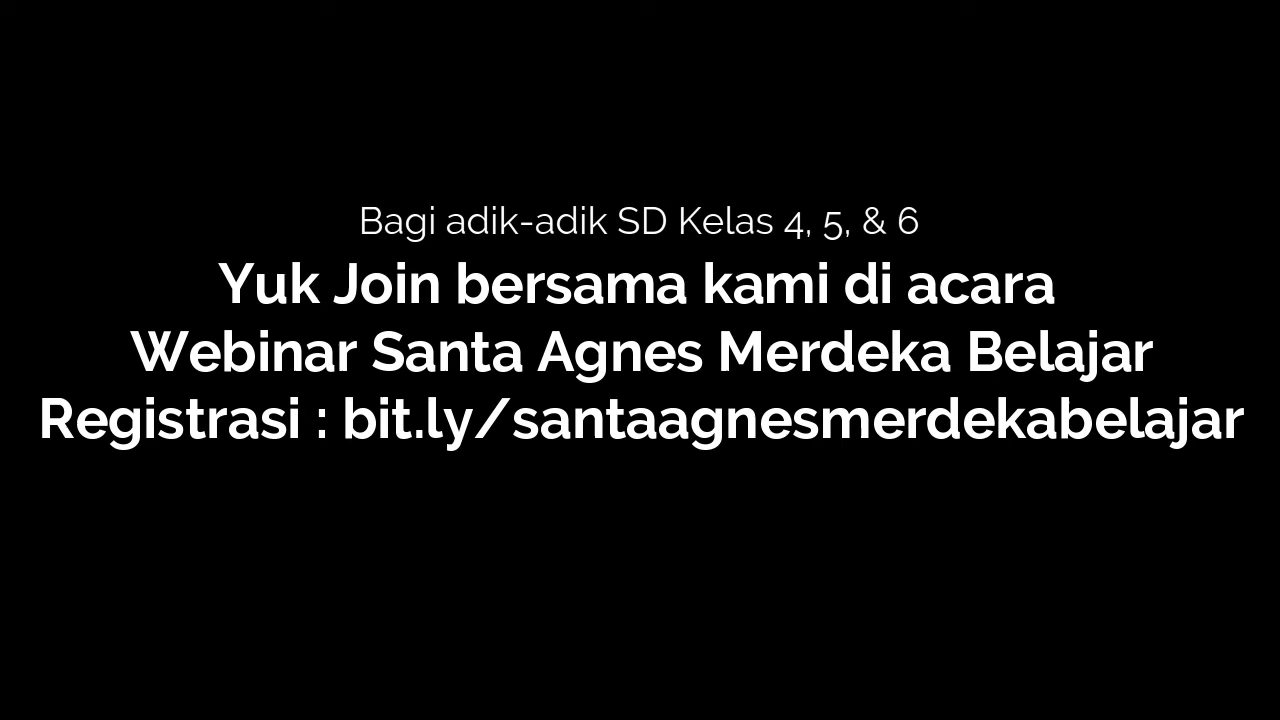 Bagi adik-adik SD Kelas 4, 5, & 6
Yuk Join bersama kami di acara
Webinar Santa Agnes Merdeka Belajar
Registrasi : bit.ly/santaagnesmerdekabelajar